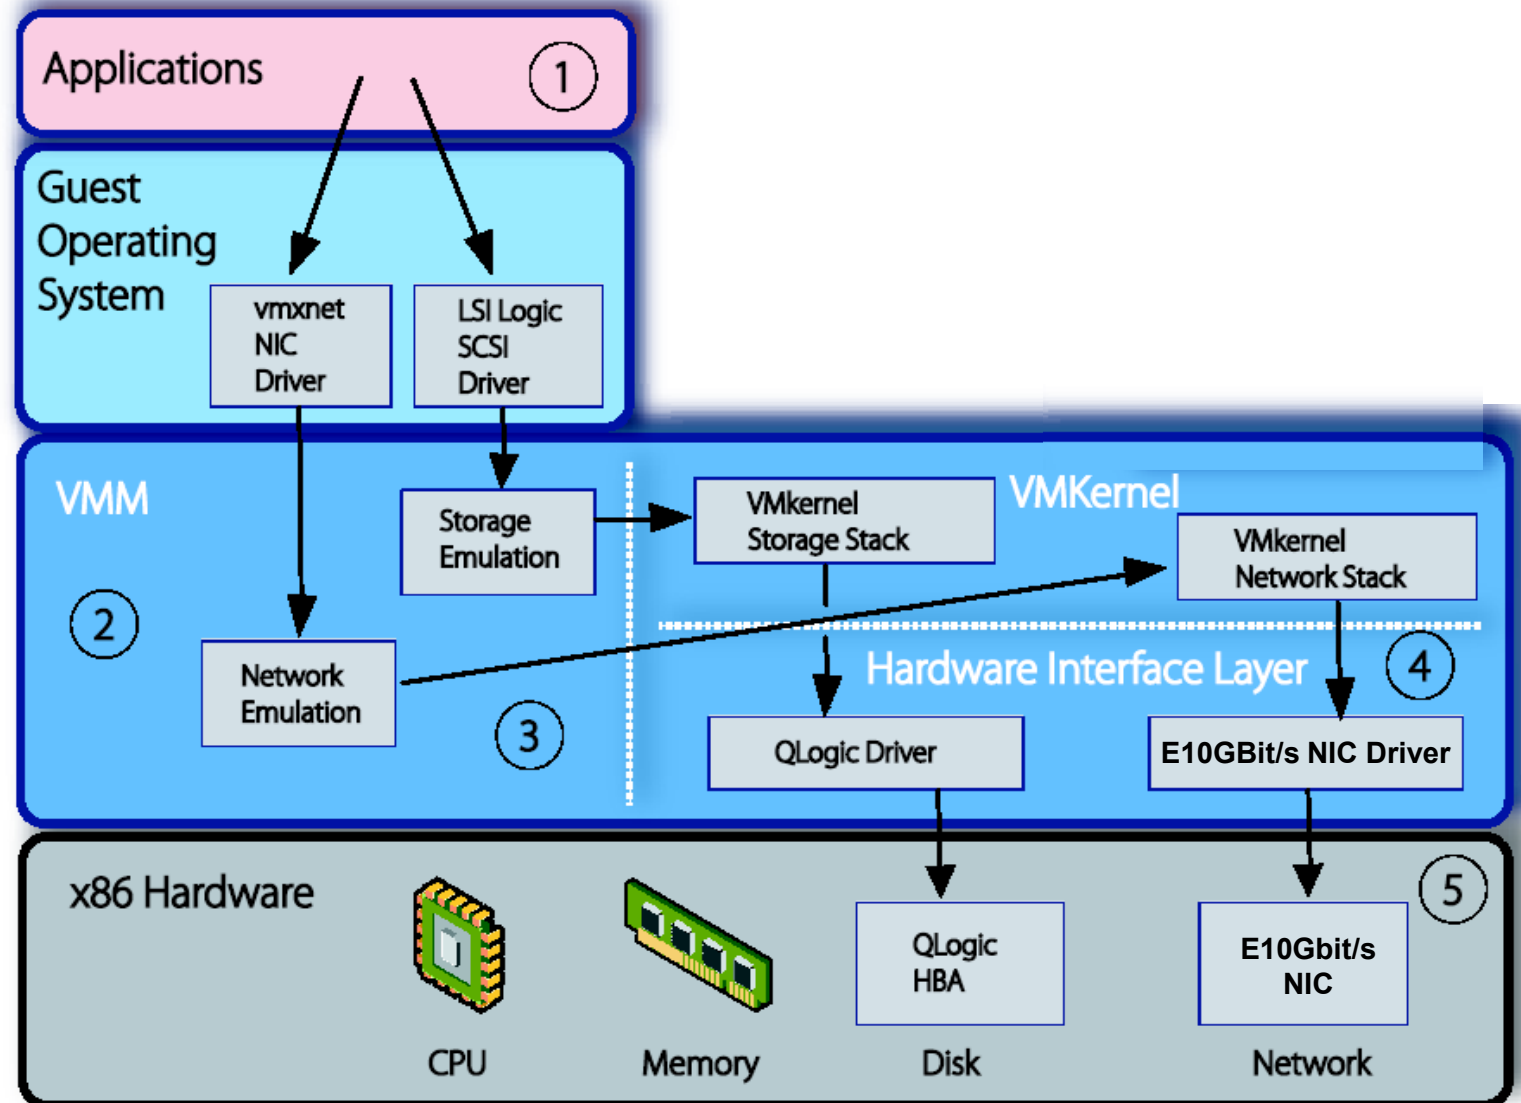 Applications
1
Guest
Operating
System
vmxnet
NIC
Driver
LSI Logic
SCSI
Driver
VMM
Storage
Emulation
VMkernel
Storage Stack
VMKernel
VMkernel
Network Stack
2
Network
Emulation
3
Hardware Interface Layer
4
QLogic Driver
E10GBit/s NIC Driver
x86 Hardware
5
QLogic
HBA
E10Gbit/s
NIC
CPU
Memory
Disk
Network